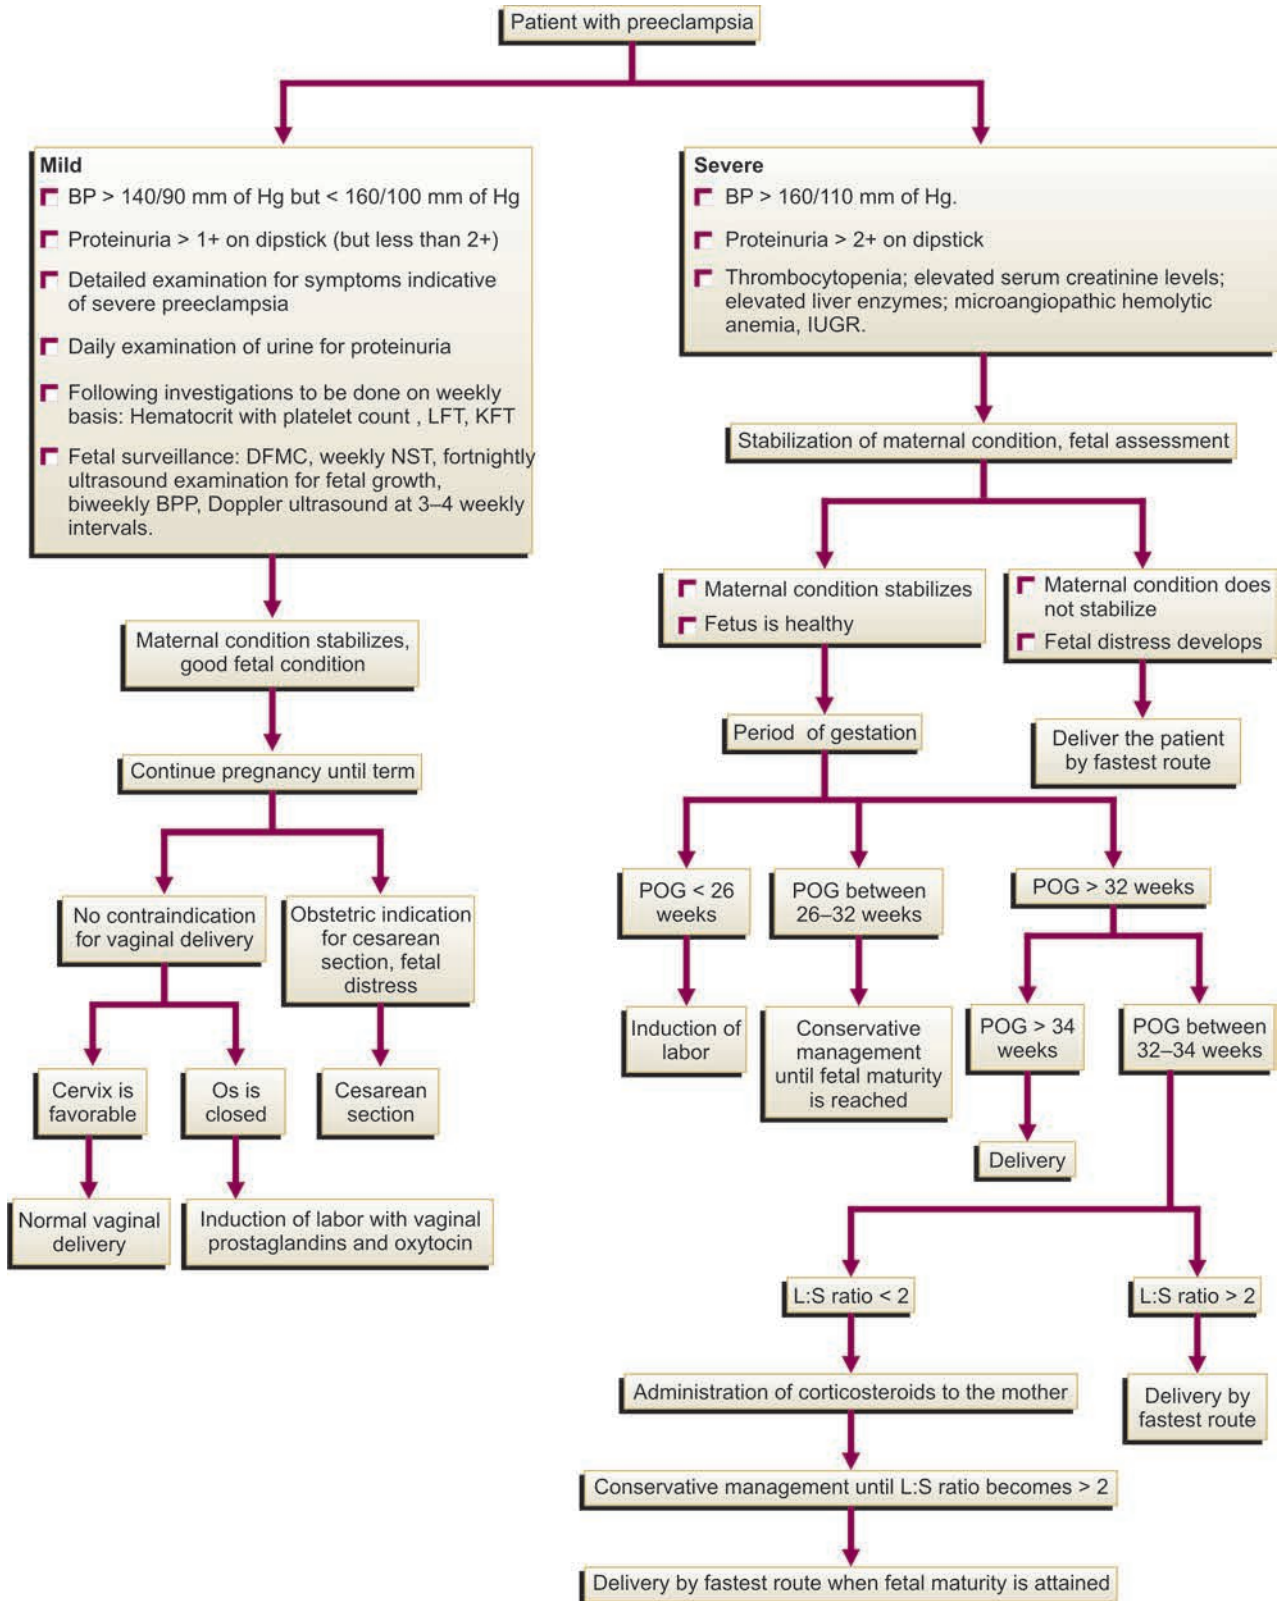 Patient with preeclampsia
Mild
BP > 140/90 mm of Hg but < 160/100 mm of Hg
Proteinuria > 1+ on dipstick (but less than 2+)
Detailed examination for symptoms indicative
of severe preeclampsia
Daily examination of urine for proteinuria
Following investigations to be done on weekly
basis: Hematocrit with platelet count , LFT, KFT
Fetal surveillance: DFMC, weekly NST, fortnightly
ultrasound examination for fetal growth,
biweekly BPP, Doppler ultrasound at 3–4 weekly
intervals.
Maternal condition stabilizes,
good fetal condition
Continue pregnancy until term
No contraindication
for vaginal delivery
Obstetric indication
for cesarean
section, fetal
distress
Cervix is
favorable
Os is
closed
Cesarean
section
Normal vaginal
delivery
Induction of labor with vaginal
prostaglandins and oxytocin
Severe
BP > 160/110 mm of Hg.
Proteinuria > 2+ on dipstick
Thrombocytopenia; elevated serum creatinine levels;
elevated liver enzymes; microangiopathic hemolytic
anemia, IUGR.
Stabilization of maternal condition, fetal assessment
Maternal condition stabilizes
Fetus is healthy
Maternal condition does
not stabilize
Fetal distress develops
Period of gestation
Deliver the patient
by fastest route
POG < 26
weeks
POG between
26–32 weeks
POG > 32 weeks
Induction of
labor
Conservative
management
until fetal maturity
is reached
POG > 34
weeks
POG between
32–34 weeks
Delivery
L:S ratio < 2
L:S ratio > 2
Administration of corticosteroids to the mother
Delivery by
fastest route
Conservative management until L:S ratio becomes > 2
Delivery by fastest route when fetal maturity is attained